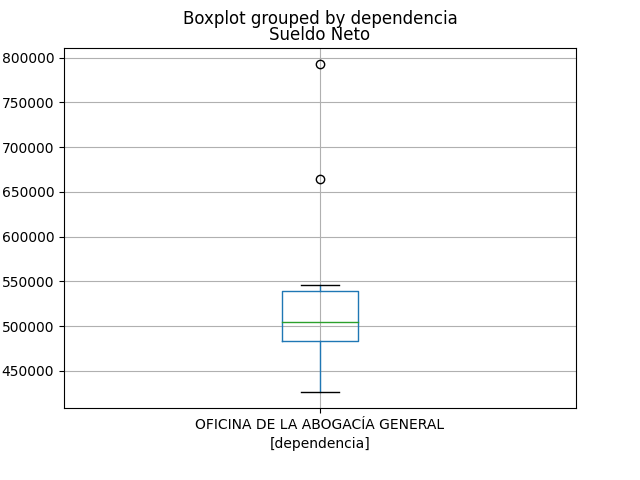 Boxplot grouped by dependencia
Sueldo Neto
800000
750000
700000
650000
600000
550000
500000
450000
OFICINA DE LA ABOGACÍA GENERAL
[dependencia]